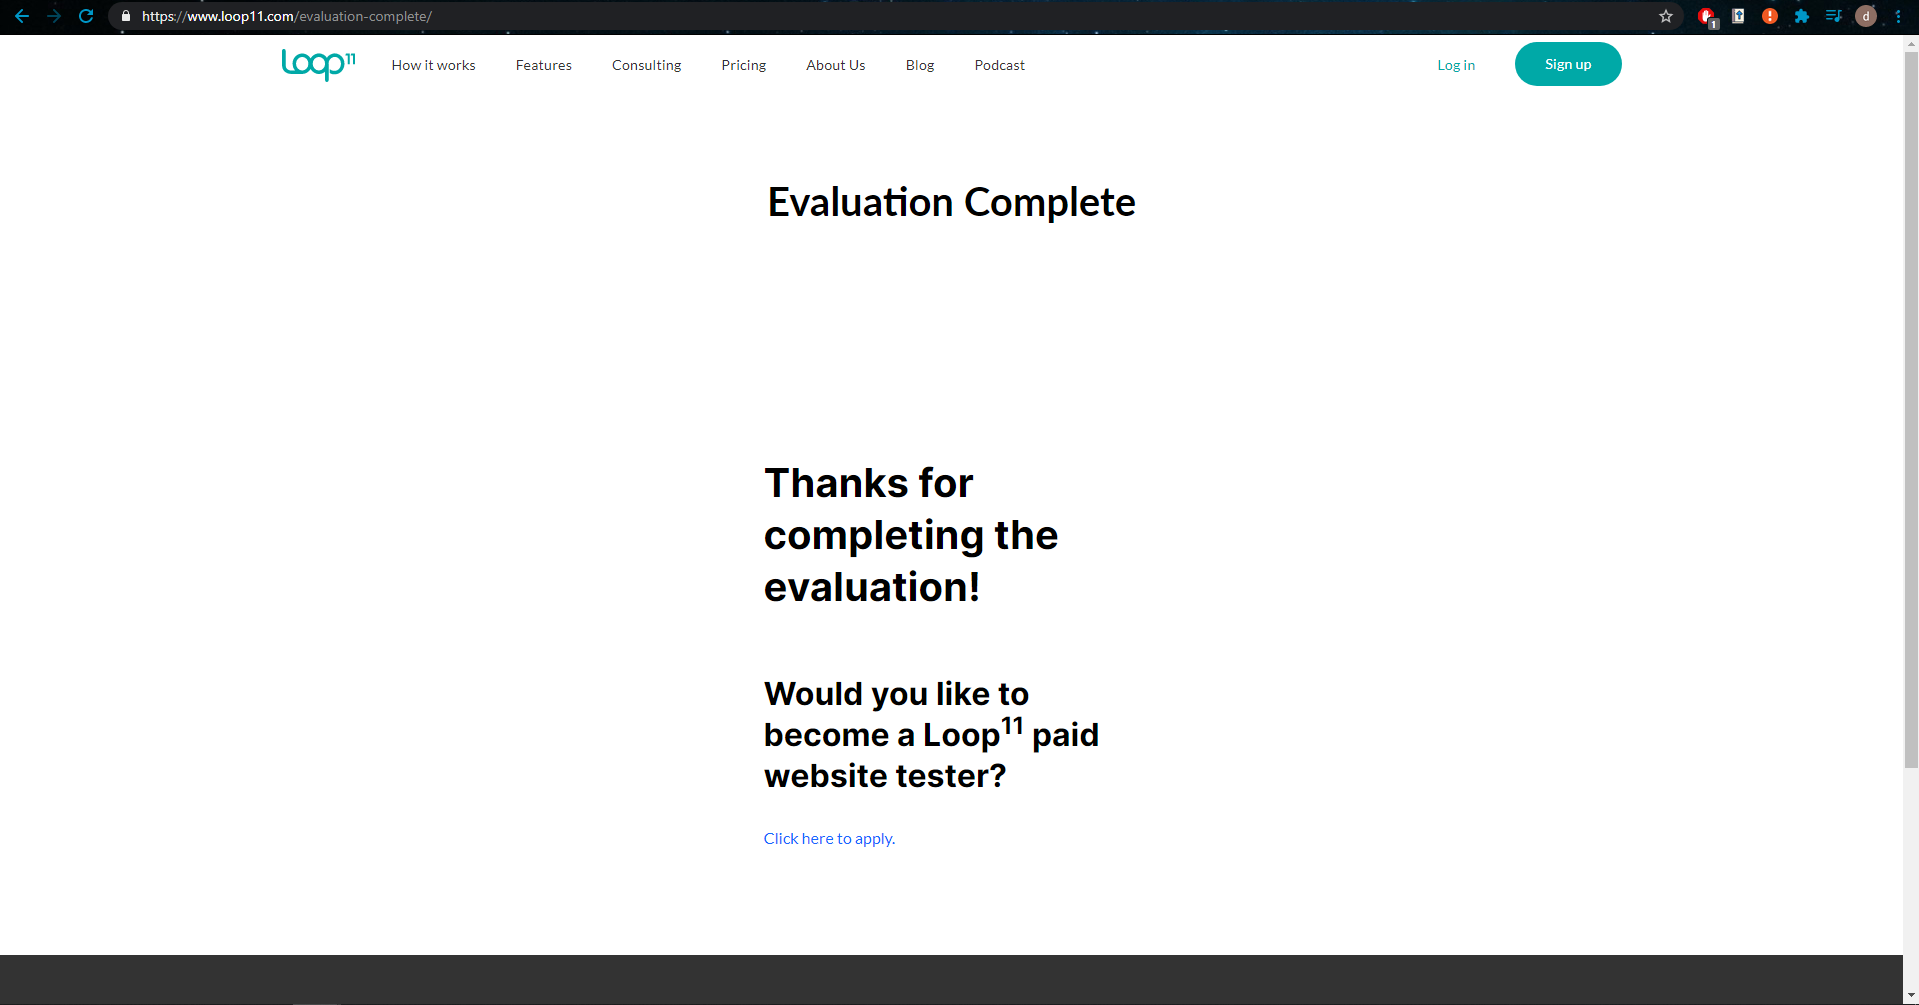 https://www.loop11.com/evaluation-complete/
1
d
Loop11
How it works
Features
Consulting
Pricing
About Us
Blog
Podcast
Log in
Sign up
Evaluation Complete
Thanks for
completing the
evaluation!
Would you like to
become a Loop11 paid
website tester?
Click here to apply.